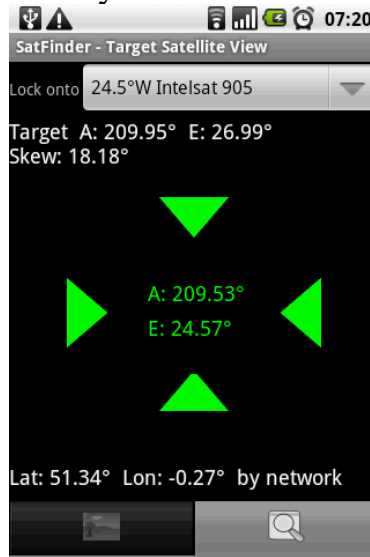 07:20
SatFinder - Target Satellite View
Lock onto 24.5°W Intelsat 905
Target A: 209.95° E: 26.99°
Skew: 18.18°
A: 209.53°
E: 24.57°
Lat: 51.34° Lon: -0.27° by network